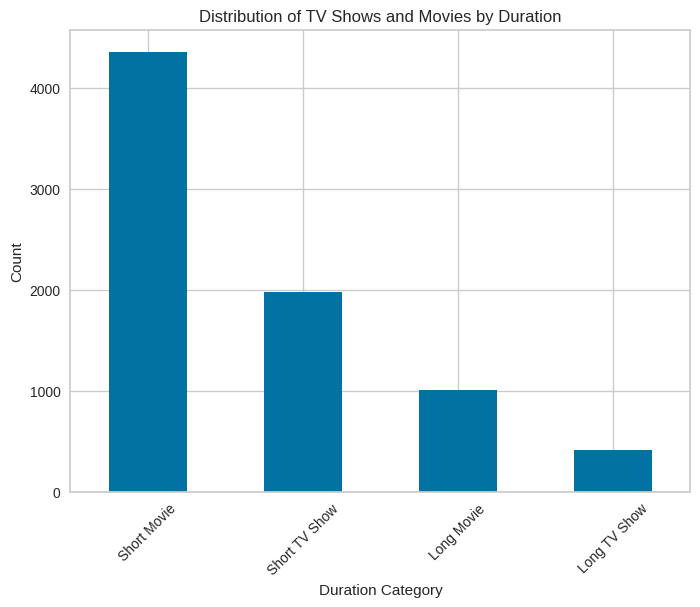 Distribution of TV Shows and Movies by Duration
Count
4000
3000
2000
1000
0
Short Movie
Short TV Show
Long Movie
Long TV Show
Duration Category